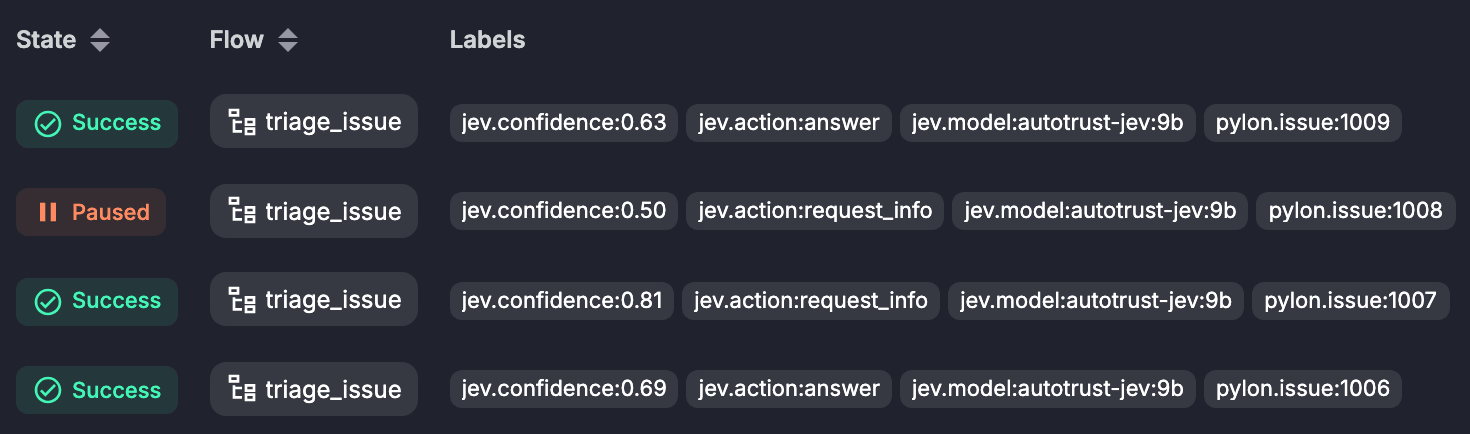 State Flow Labels
Success triage_issue jev.confidence:0.63 jev.action:answer jev.model:autotrust-jev:9b pylon.issue:1009
Paused triage_issue jev.confidence:0.50 jev.action:request_info jev.model:autotrust-jev:9b pylon.issue:1008
Success triage_issue jev.confidence:0.81 jev.action:request_info jev.model:autotrust-jev:9b pylon.issue:1007
Success triage_issue jev.confidence:0.69 jev.action:answer jev.model:autotrust-jev:9b pylon.issue:1006